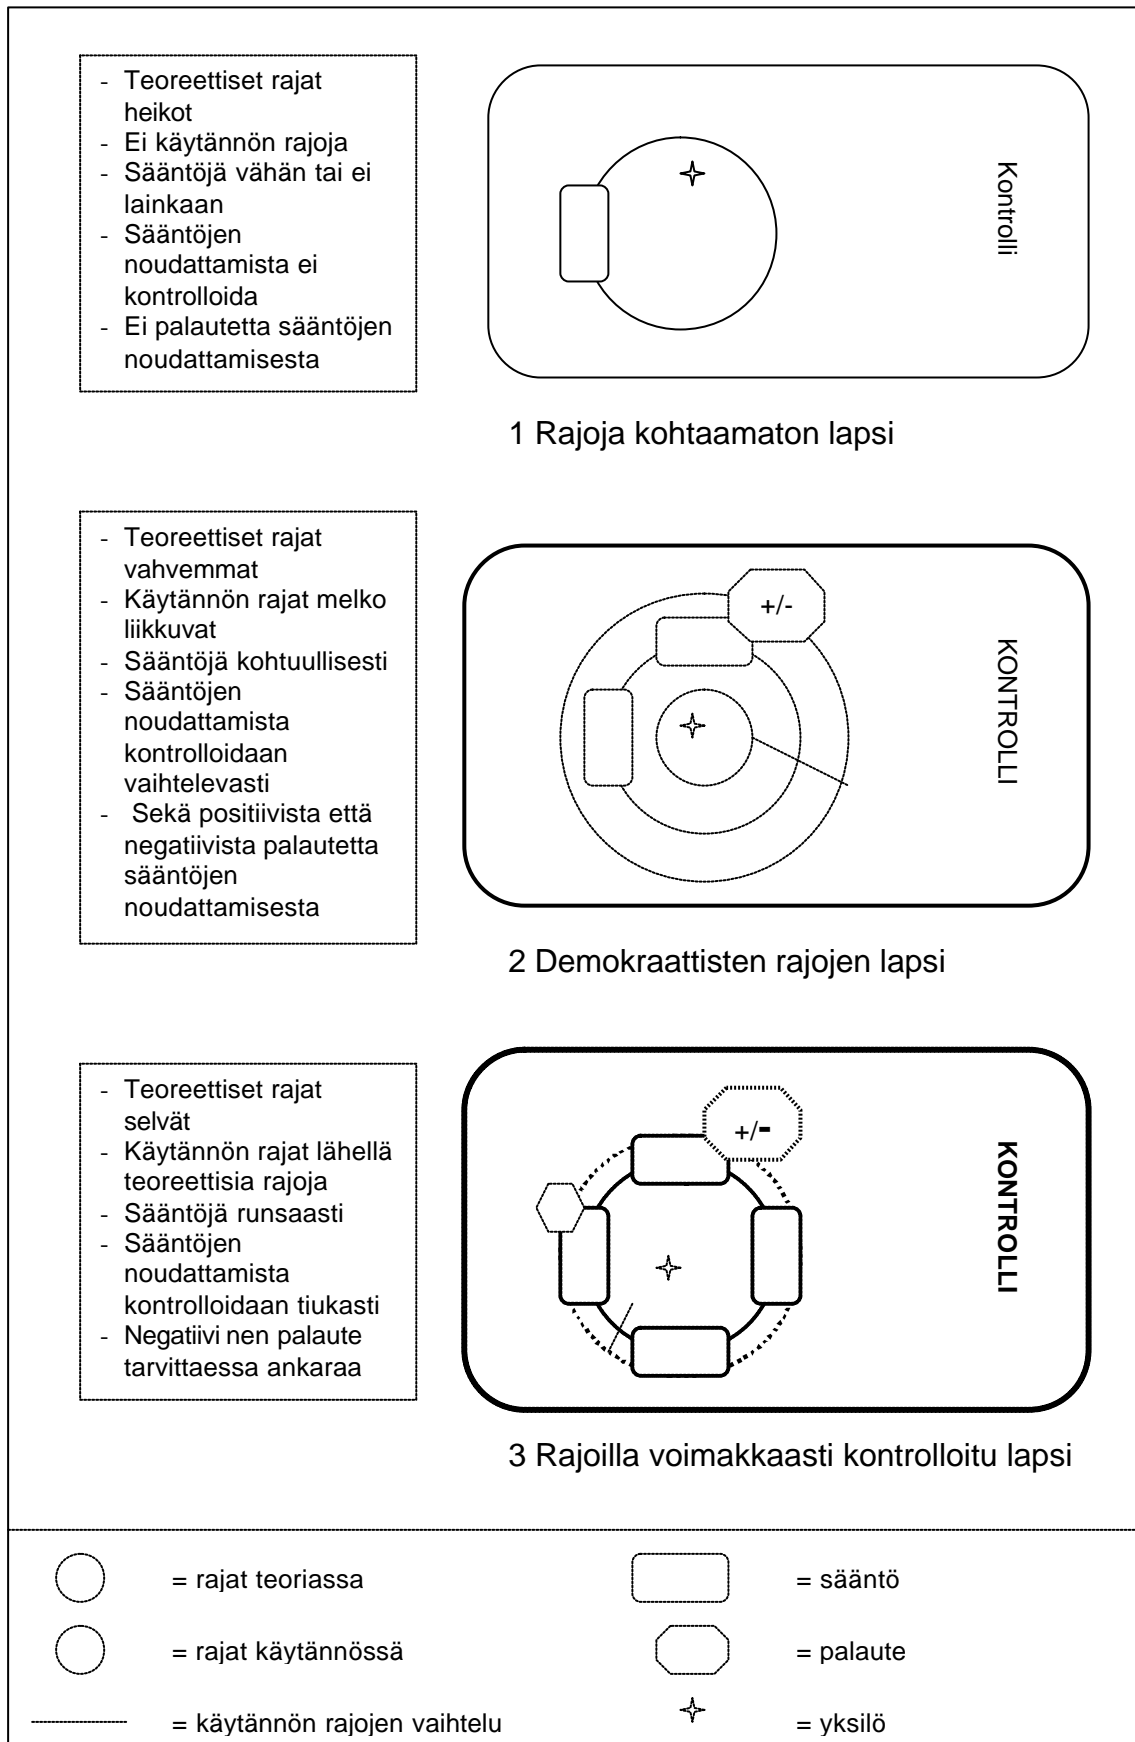 - Teoreettiset rajat
heikot
- Ei käytännön rajoja
- Sääntöjä vähän tai ei
lainkaan
- Sääntöjen
noudattamista ei
kontrolloida
- Ei palautetta sääntöjen
noudattamisesta
Kontrolli
1 Rajoja kohtaamaton lapsi
- Teoreettiset rajat
vahvemmat
- Käytännön rajat melko
liikkuvat
- Sääntöjä kohtuullisesti
- Sääntöjen
noudattamista
kontrolloidaan
vaihtelevasti
- Sekä positiivista että
negatiivista palautetta
sääntöjen
noudattamisesta
+/-
KONTROLLI
2 Demokraattisten rajojen lapsi
- Teoreettiset rajat
selvät
- Käytännön rajat lähellä
teoreettisia rajoja
- Sääntöjä runsaasti
- Sääntöjen
noudattamista
kontrolloidaan tiukasti
- Negatiivi nen palaute
tarvittaessa ankaraa
+/-
KONTROLLI
3 Rajoilla voimakkaasti kontrolloitu lapsi
= rajat teoriassa
= sääntö
= rajat käytännössä
= palaute
= käytännön rajojen vaihtelu
= yksilö